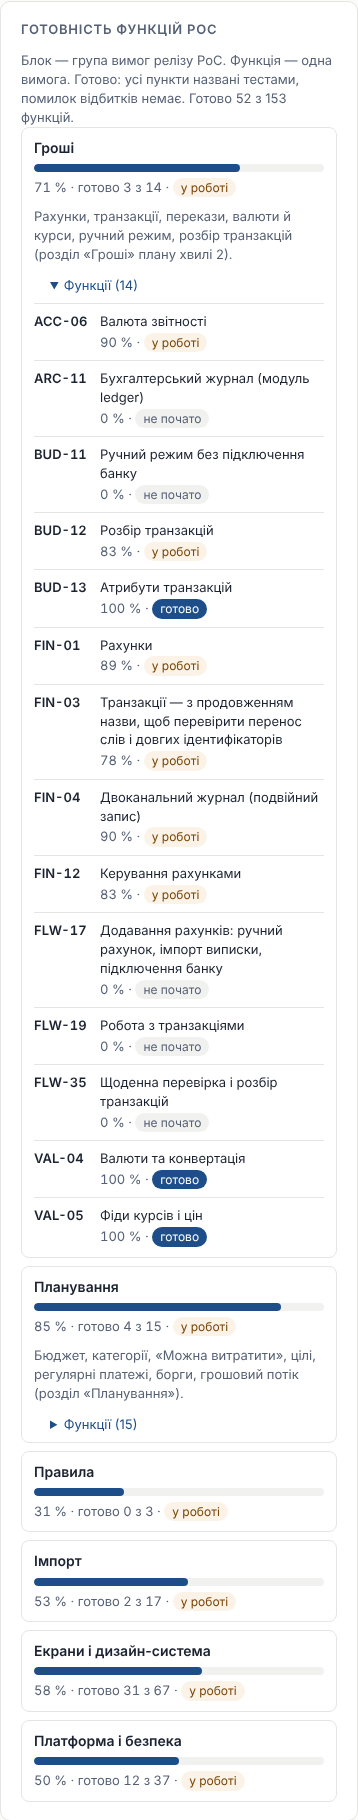 ГОТОВНІСТЬ ФУНКЦІЙ POC
Блок — група вимог релізу PoC. Функція — одна
вимога. Готово: усі пункти названі тестами,
помилок відбитків немає. Готово 52 з 153
функцій.
Гроші
71 % · готово 3 з 14 · у роботі
Рахунки, транзакції, перекази, валюти й
курси, ручний режим, розбір транзакцій
(розділ «Гроші» плану хвилі 2).
▼ Функції (14)
ACC-06 Валюта звітності
90 % · у роботі
ARC-11 Бухгалтерський журнал (модуль
ledger)
0 % · не почато
BUD-11 Ручний режим без підключення
банку
0 % · не почато
BUD-12 Розбір транзакцій
83 % · у роботі
BUD-13 Атрибути транзакцій
100 % · готово
FIN-01 Рахунки
89 % · у роботі
FIN-03 Транзакції — з продовженням
назви, щоб перевірити перенос
слів і довгих ідентифікаторів
78 % · у роботі
FIN-04 Двоканальний журнал (подвійний
запис)
90 % · у роботі
FIN-12 Керування рахунками
83 % · у роботі
FLW-17 Додавання рахунків: ручний
рахунок, імпорт виписки,
підключення банку
0 % · не почато
FLW-19 Робота з транзакціями
0 % · не почато
FLW-35 Щоденна перевірка і розбір
транзакцій
0 % · не почато
VAL-04 Валюти та конвертація
100 % · готово
VAL-05 Фіди курсів і цін
100 % · готово
Планування
85 % · готово 4 з 15 · у роботі
Бюджет, категорії, «Можна витратити», цілі,
регулярні платежі, борги, грошовий потік
(розділ «Планування»).
▶ Функції (15)
Правила
31 % · готово 0 з 3 · у роботі
Імпорт
53 % · готово 2 з 17 · у роботі
Екрани і дизайн-система
58 % · готово 31 з 67 · у роботі
Платформа і безпека
50 % · готово 12 з 37 · у роботі